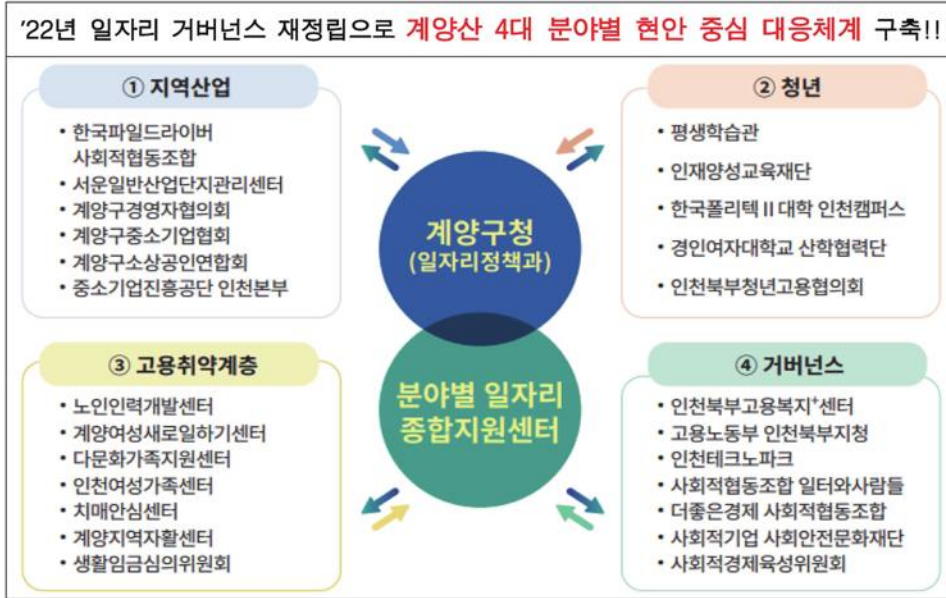 '22년 일자리 거버넌스 재정립으로 계양산 4대 분야별 현안 중심 대응체계 구축!!
① 지역산업
• 한국파일드라이버
사회적협동조합
• 서운일반산업단지관리센터
• 계양구경영자협의회
• 계양구중소기업협회
• 계양구소상공인연합회
• 중소기업진흥공단 인천본부
② 청년
• 평생학습관
• 인재양성교육재단
• 한국폴리텍 II 대학 인천캠퍼스
• 경인여자대학교 산학협력단
• 인천북부청년고용협의회
계양구청
(일자리정책과)
분야별 일자리
종합지원센터
③ 고용취약계층
• 노인인력개발센터
• 계양여성새로일하기센터
• 다문화가족지원센터
• 인천여성가족센터
• 치매안심센터
• 계양지역자활센터
• 생활임금심의위원회
④ 거버넌스
• 인천북부고용복지⁺센터
• 고용노동부 인천북부지청
• 인천테크노파크
• 사회적협동조합 일터와사람들
• 더좋은경제 사회적협동조합
• 사회적기업 사회안전문화재단
• 사회적경제육성위원회